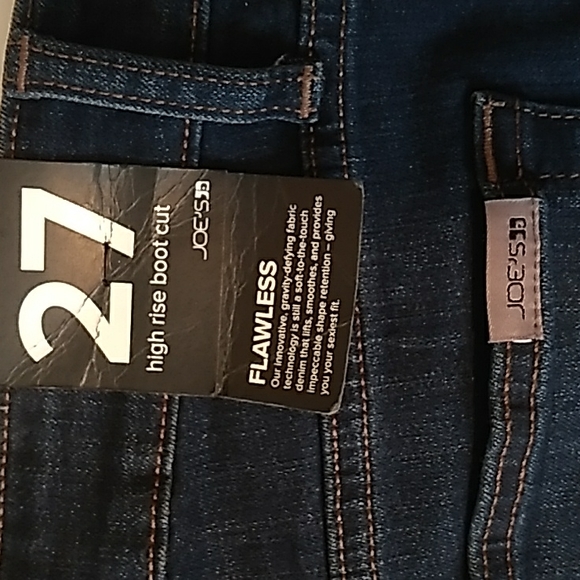 27
high rise boot cut
JOE'S
FLAWLESS
Our innovative, gravity-defying fabric
technology is still a soft-to-the-touch
denim that lifts, smoothes, and provides
impeccable shape retention – giving
you your sexiest fit.
JOE'S